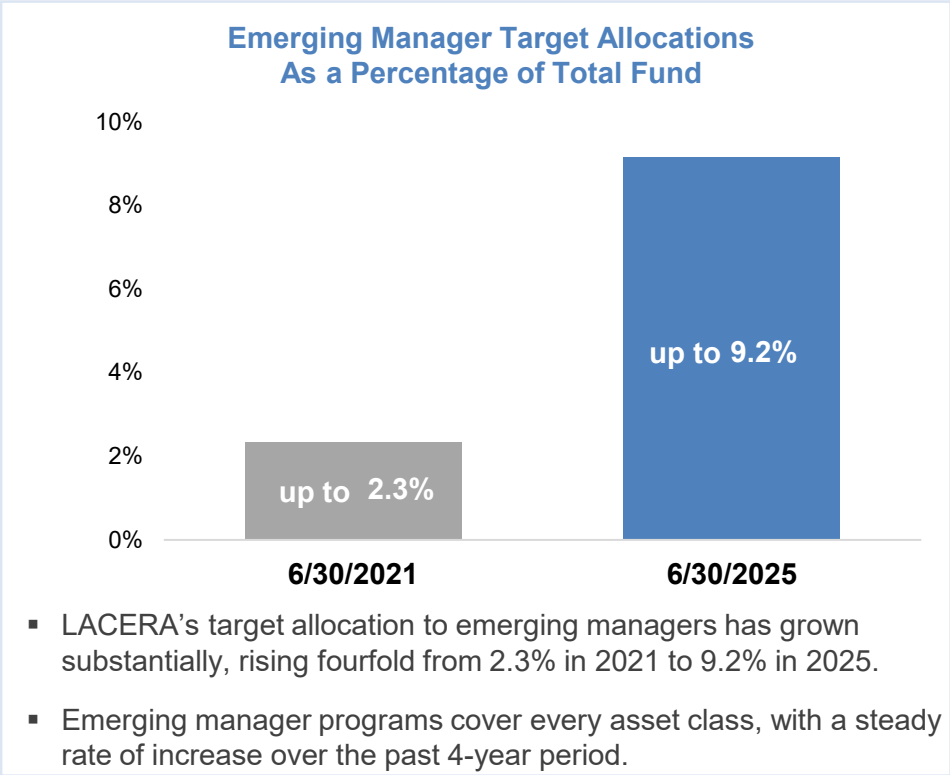 Emerging Manager Target Allocations
As a Percentage of Total Fund
10%
8%
6%
4%
2%
0%
up to 2.3%
up to 9.2%
6/30/2021
6/30/2025
▪ LACERA’s target allocation to emerging managers has grown
substantially, rising fourfold from 2.3% in 2021 to 9.2% in 2025.
▪ Emerging manager programs cover every asset class, with a steady
rate of increase over the past 4-year period.